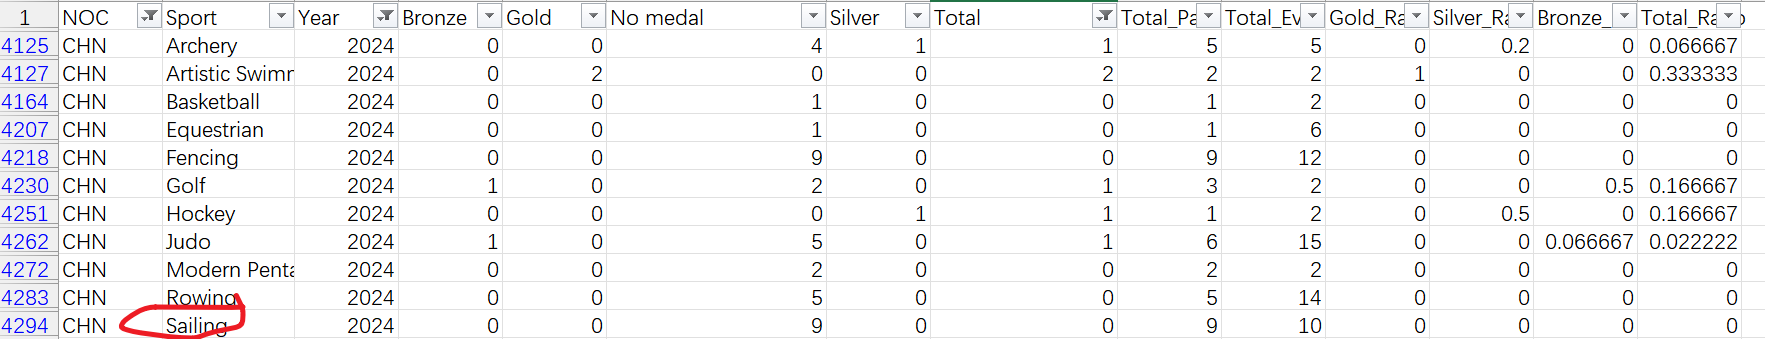 1 NOC Sport Year Bronze Gold No medal Silver Total Total_Pa Total_Ev Gold_Ra Silver_Ra Bronze_ Total_Ra
4125 CHN Archery 2024 0 0 4 1 1 5 5 0 0.2 0 0.066667
4127 CHN Artistic Swimm 2024 0 2 0 0 2 2 2 1 0 0 0.333333
4164 CHN Basketball 2024 0 0 1 0 0 1 2 0 0 0 0
4207 CHN Equestrian 2024 0 0 1 0 0 1 6 0 0 0 0
4218 CHN Fencing 2024 0 0 9 0 0 9 12 0 0 0 0
4230 CHN Golf 2024 1 0 2 0 1 3 2 0 0 0.5 0.166667
4251 CHN Hockey 2024 0 0 0 1 1 1 2 0 0.5 0 0.166667
4262 CHN Judo 2024 1 0 5 0 1 6 15 0 0 0.066667 0.022222
4272 CHN Modern Penta 2024 0 0 2 0 0 2 2 0 0 0 0
4283 CHN Rowing 2024 0 0 5 0 0 5 14 0 0 0 0
4294 CHN Sailing 2024 0 0 9 0 0 9 10 0 0 0 0